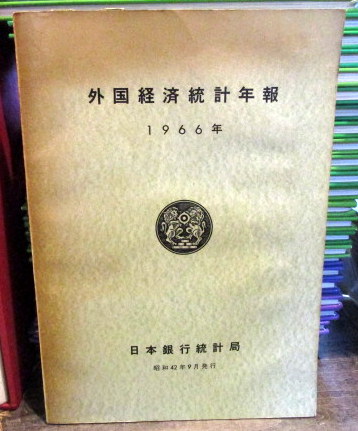 外国経済統計年報
1966年
日本銀行統計局
昭和42年9月発行